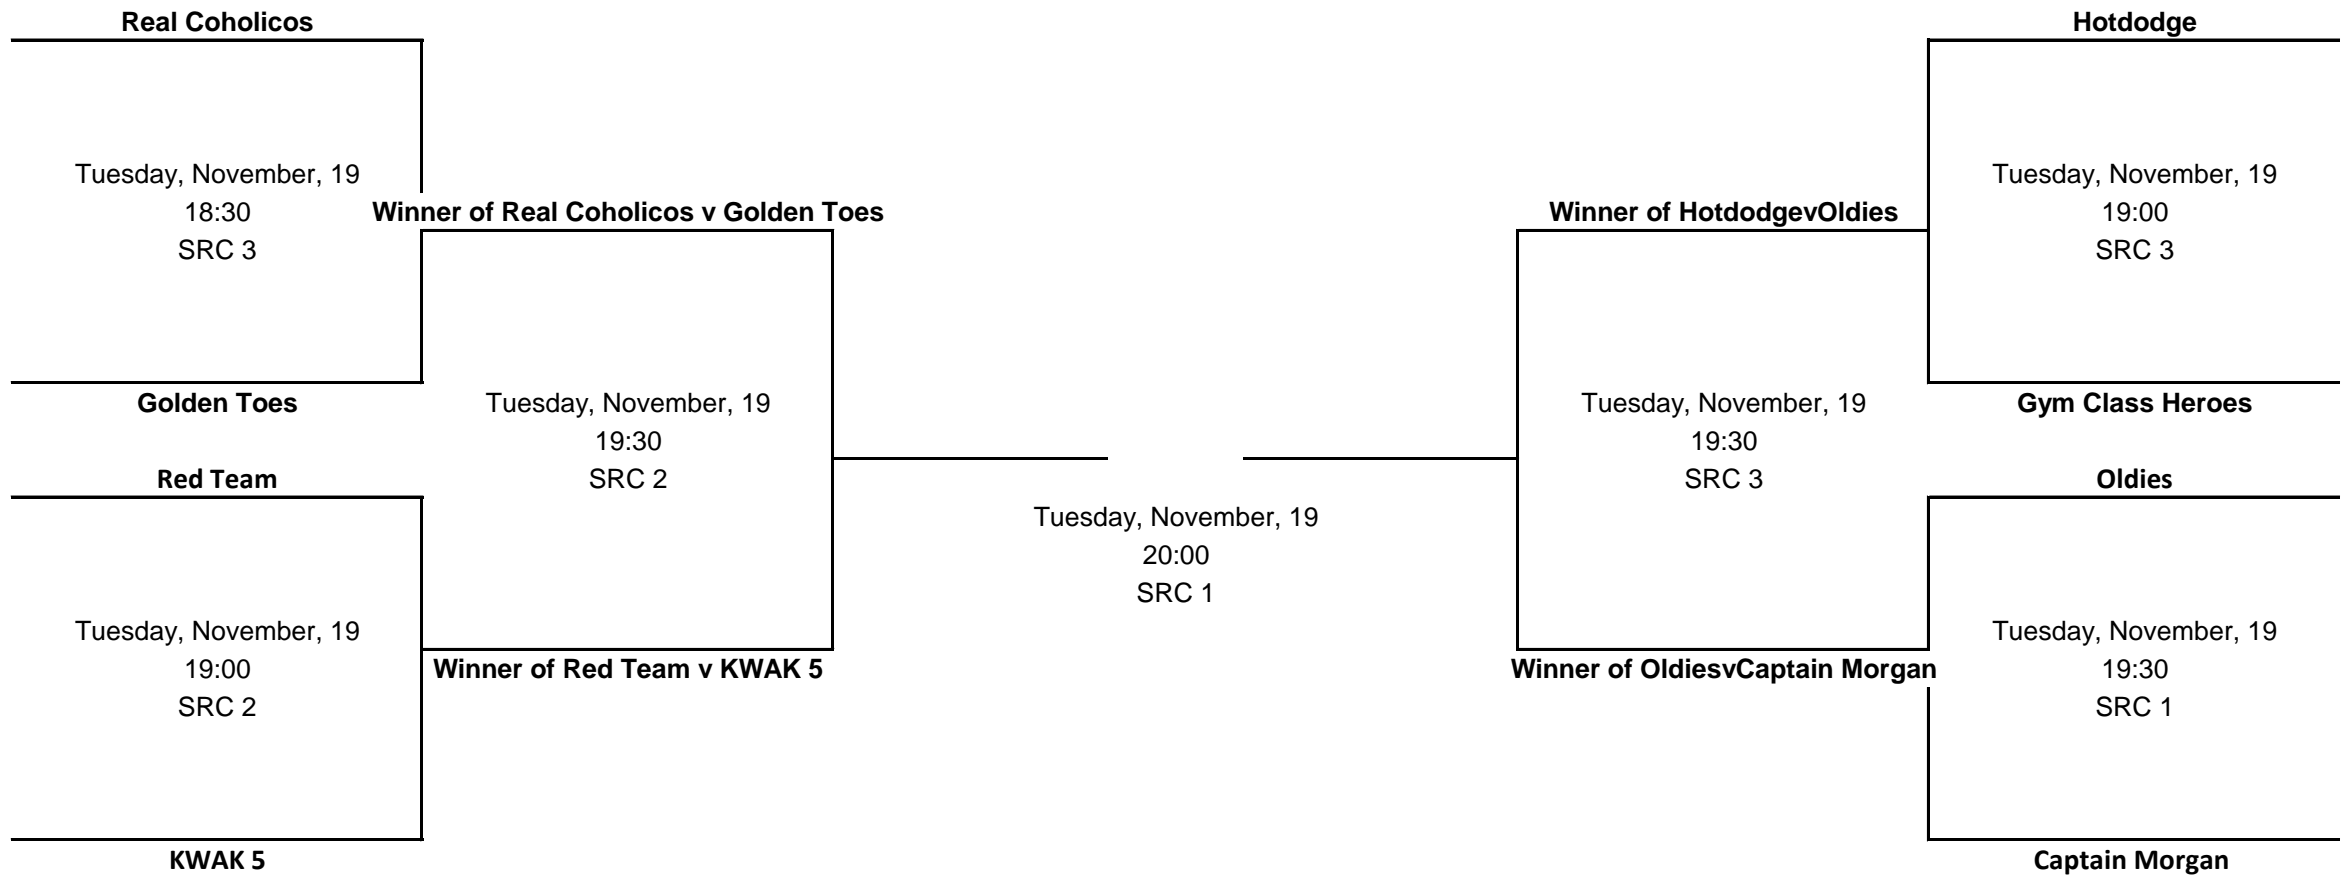 Real Coholicos
Hotdodge
Tuesday, November, 19
18:30
SRC 3
Winner of Real Coholicos v Golden Toes
Winner of HotdodgevOldies
Tuesday, November, 19
19:00
SRC 3
Golden Toes
Tuesday, November, 19
19:30
SRC 2
Tuesday, November, 19
19:30
SRC 3
Gym Class Heroes
Red Team
Oldies
Tuesday, November, 19
20:00
SRC 1
Tuesday, November, 19
19:00
SRC 2
Winner of Red Team v KWAK 5
Winner of OldiesvCaptain Morgan
Tuesday, November, 19
19:30
SRC 1
KWAK 5
Captain Morgan